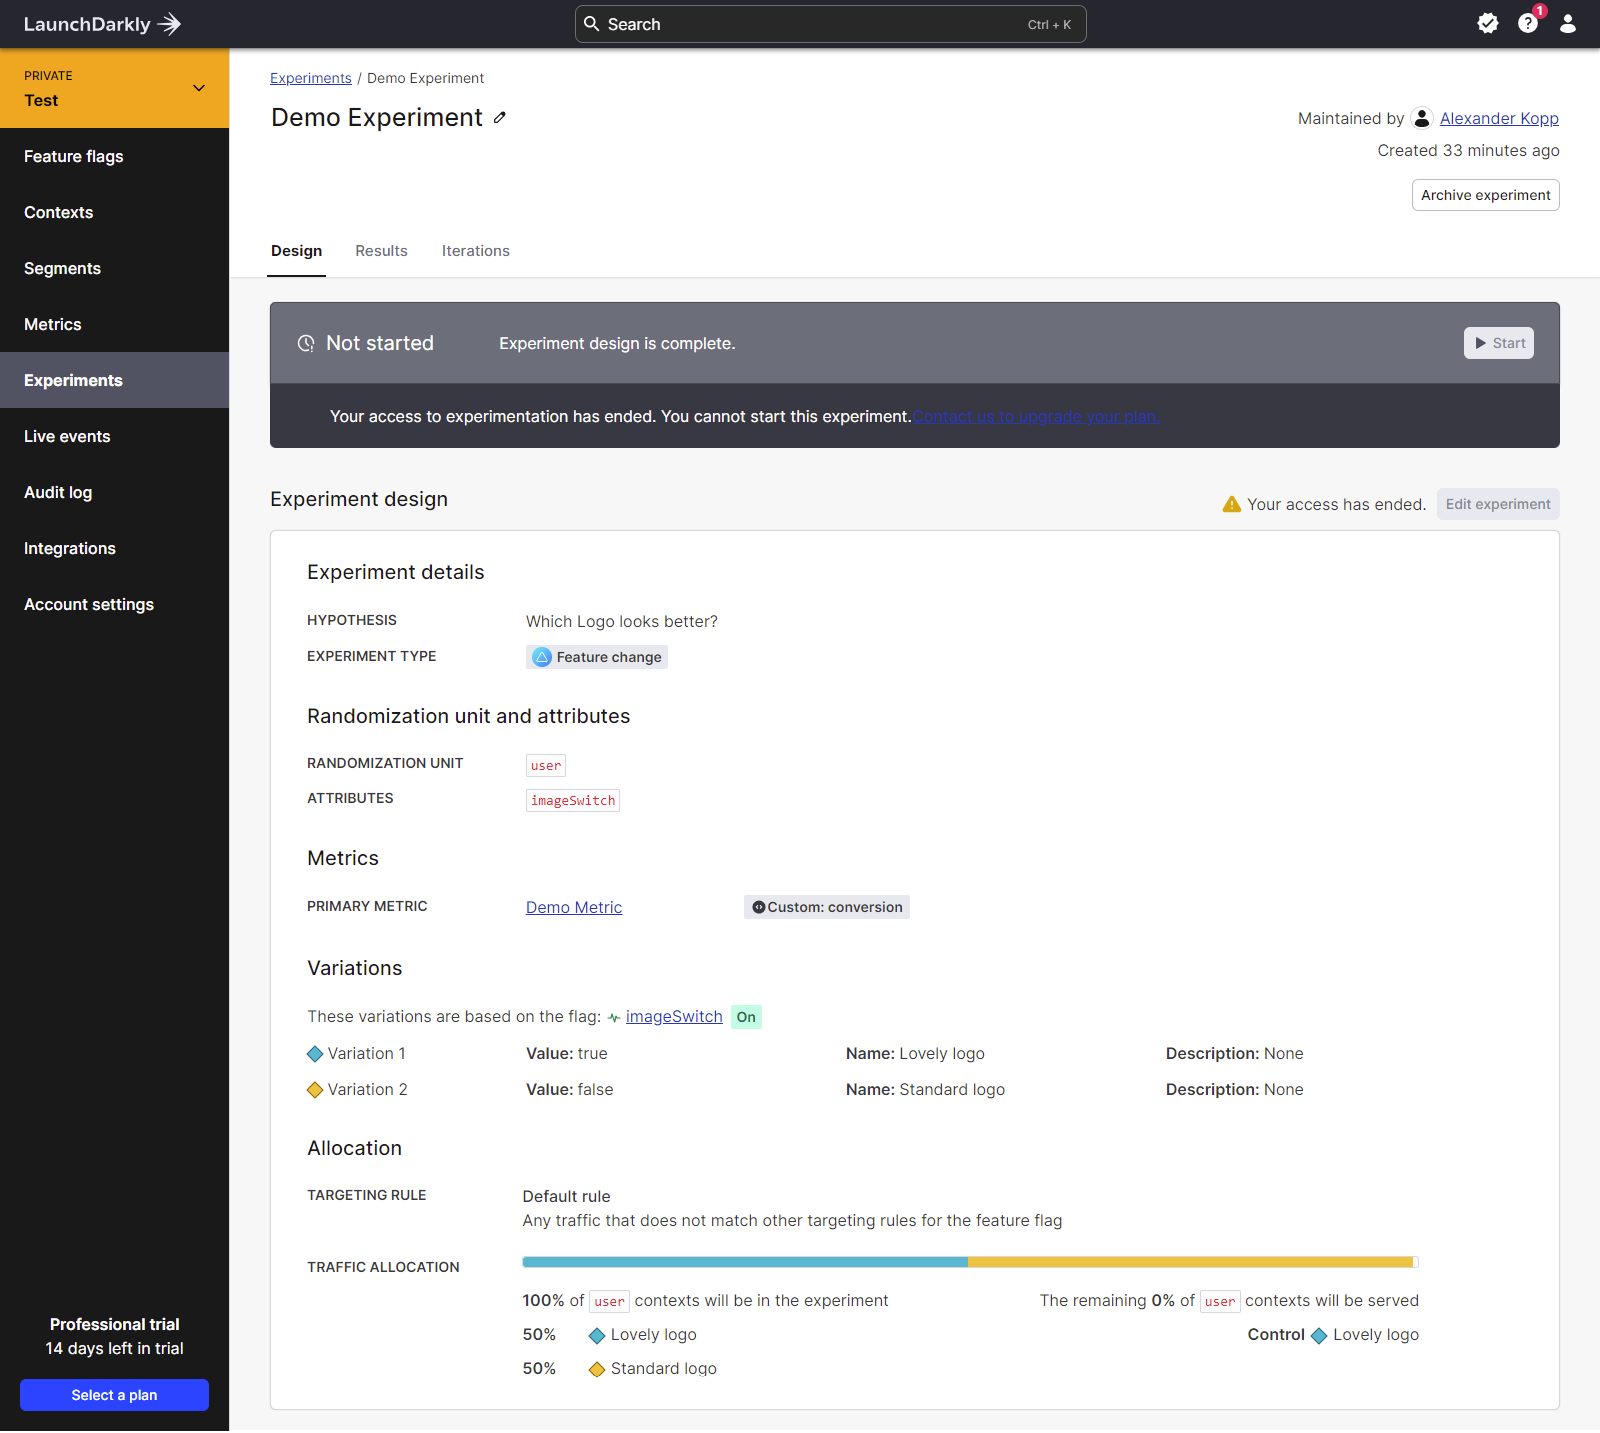 LaunchDarkly
Search
Ctrl + K
1
PRIVATE
Test
Feature flags
Contexts
Segments
Metrics
Experiments
Live events
Audit log
Integrations
Account settings
Professional trial
14 days left in trial
Select a plan
Experiments / Demo Experiment
Demo Experiment
Maintained by Alexander Kopp
Created 33 minutes ago
Archive experiment
Design Results Iterations
Not started Experiment design is complete. Start
Your access to experimentation has ended. You cannot start this experiment.Contact us to upgrade your plan.
Experiment design Your access has ended. Edit experiment
Experiment details
HYPOTHESIS Which Logo looks better?
EXPERIMENT TYPE Feature change
Randomization unit and attributes
RANDOMIZATION UNIT user
ATTRIBUTES imageSwitch
Metrics
PRIMARY METRIC Demo Metric Custom: conversion
Variations
These variations are based on the flag: imageSwitch On
Variation 1 Value: true Name: Lovely logo Description: None
Variation 2 Value: false Name: Standard logo Description: None
Allocation
TARGETING RULE Default rule
Any traffic that does not match other targeting rules for the feature flag
TRAFFIC ALLOCATION
100% of user contexts will be in the experiment The remaining 0% of user contexts will be served
50% Lovely logo Control Lovely logo
50% Standard logo